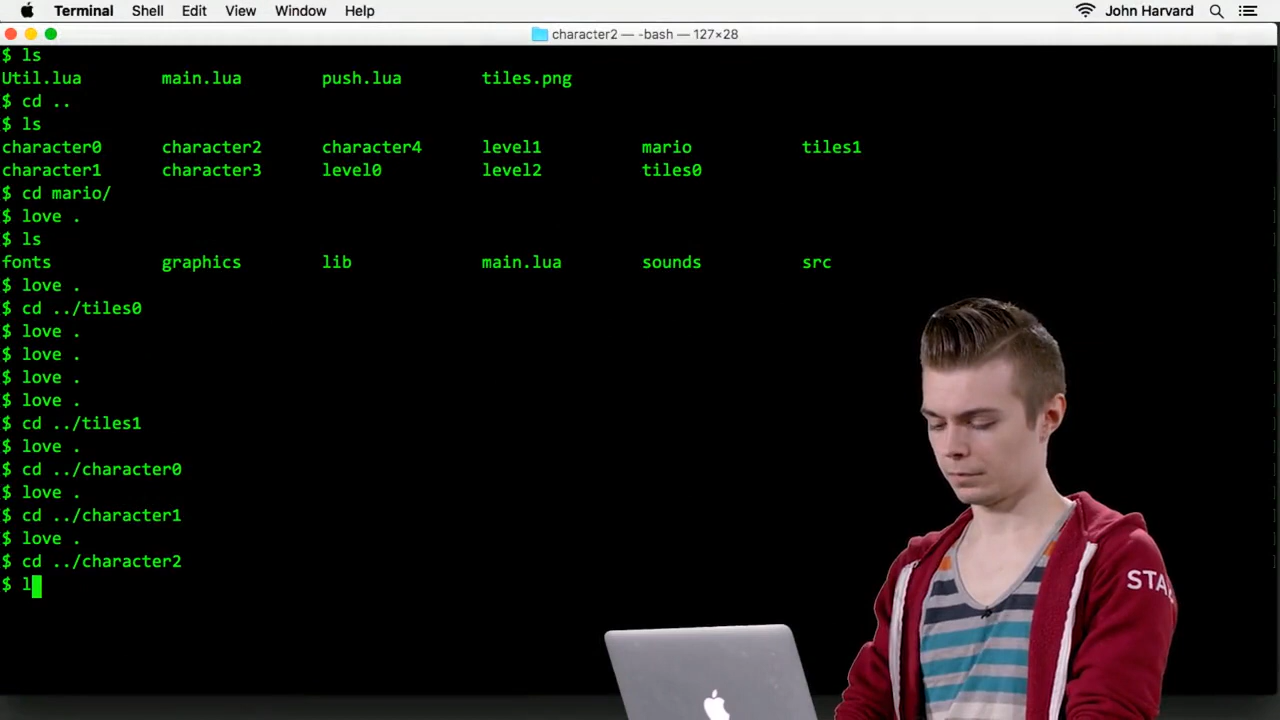 Terminal Shell Edit View Window Help John Harvard
character2 — -bash — 127×28
$ ls
Util.lua main.lua push.lua tiles.png
$ cd ..
$ ls
character0 character2 character4 level1 mario tiles1
character1 character3 level0 level2 tiles0
$ cd mario/
$ love .
$ ls
fonts graphics lib main.lua sounds src
$ love .
$ cd ../tiles0
$ love .
$ love .
$ love .
$ love .
$ cd ../tiles1
$ love .
$ cd ../character0
$ love .
$ cd ../character1
$ love .
$ cd ../character2
$ l
STA